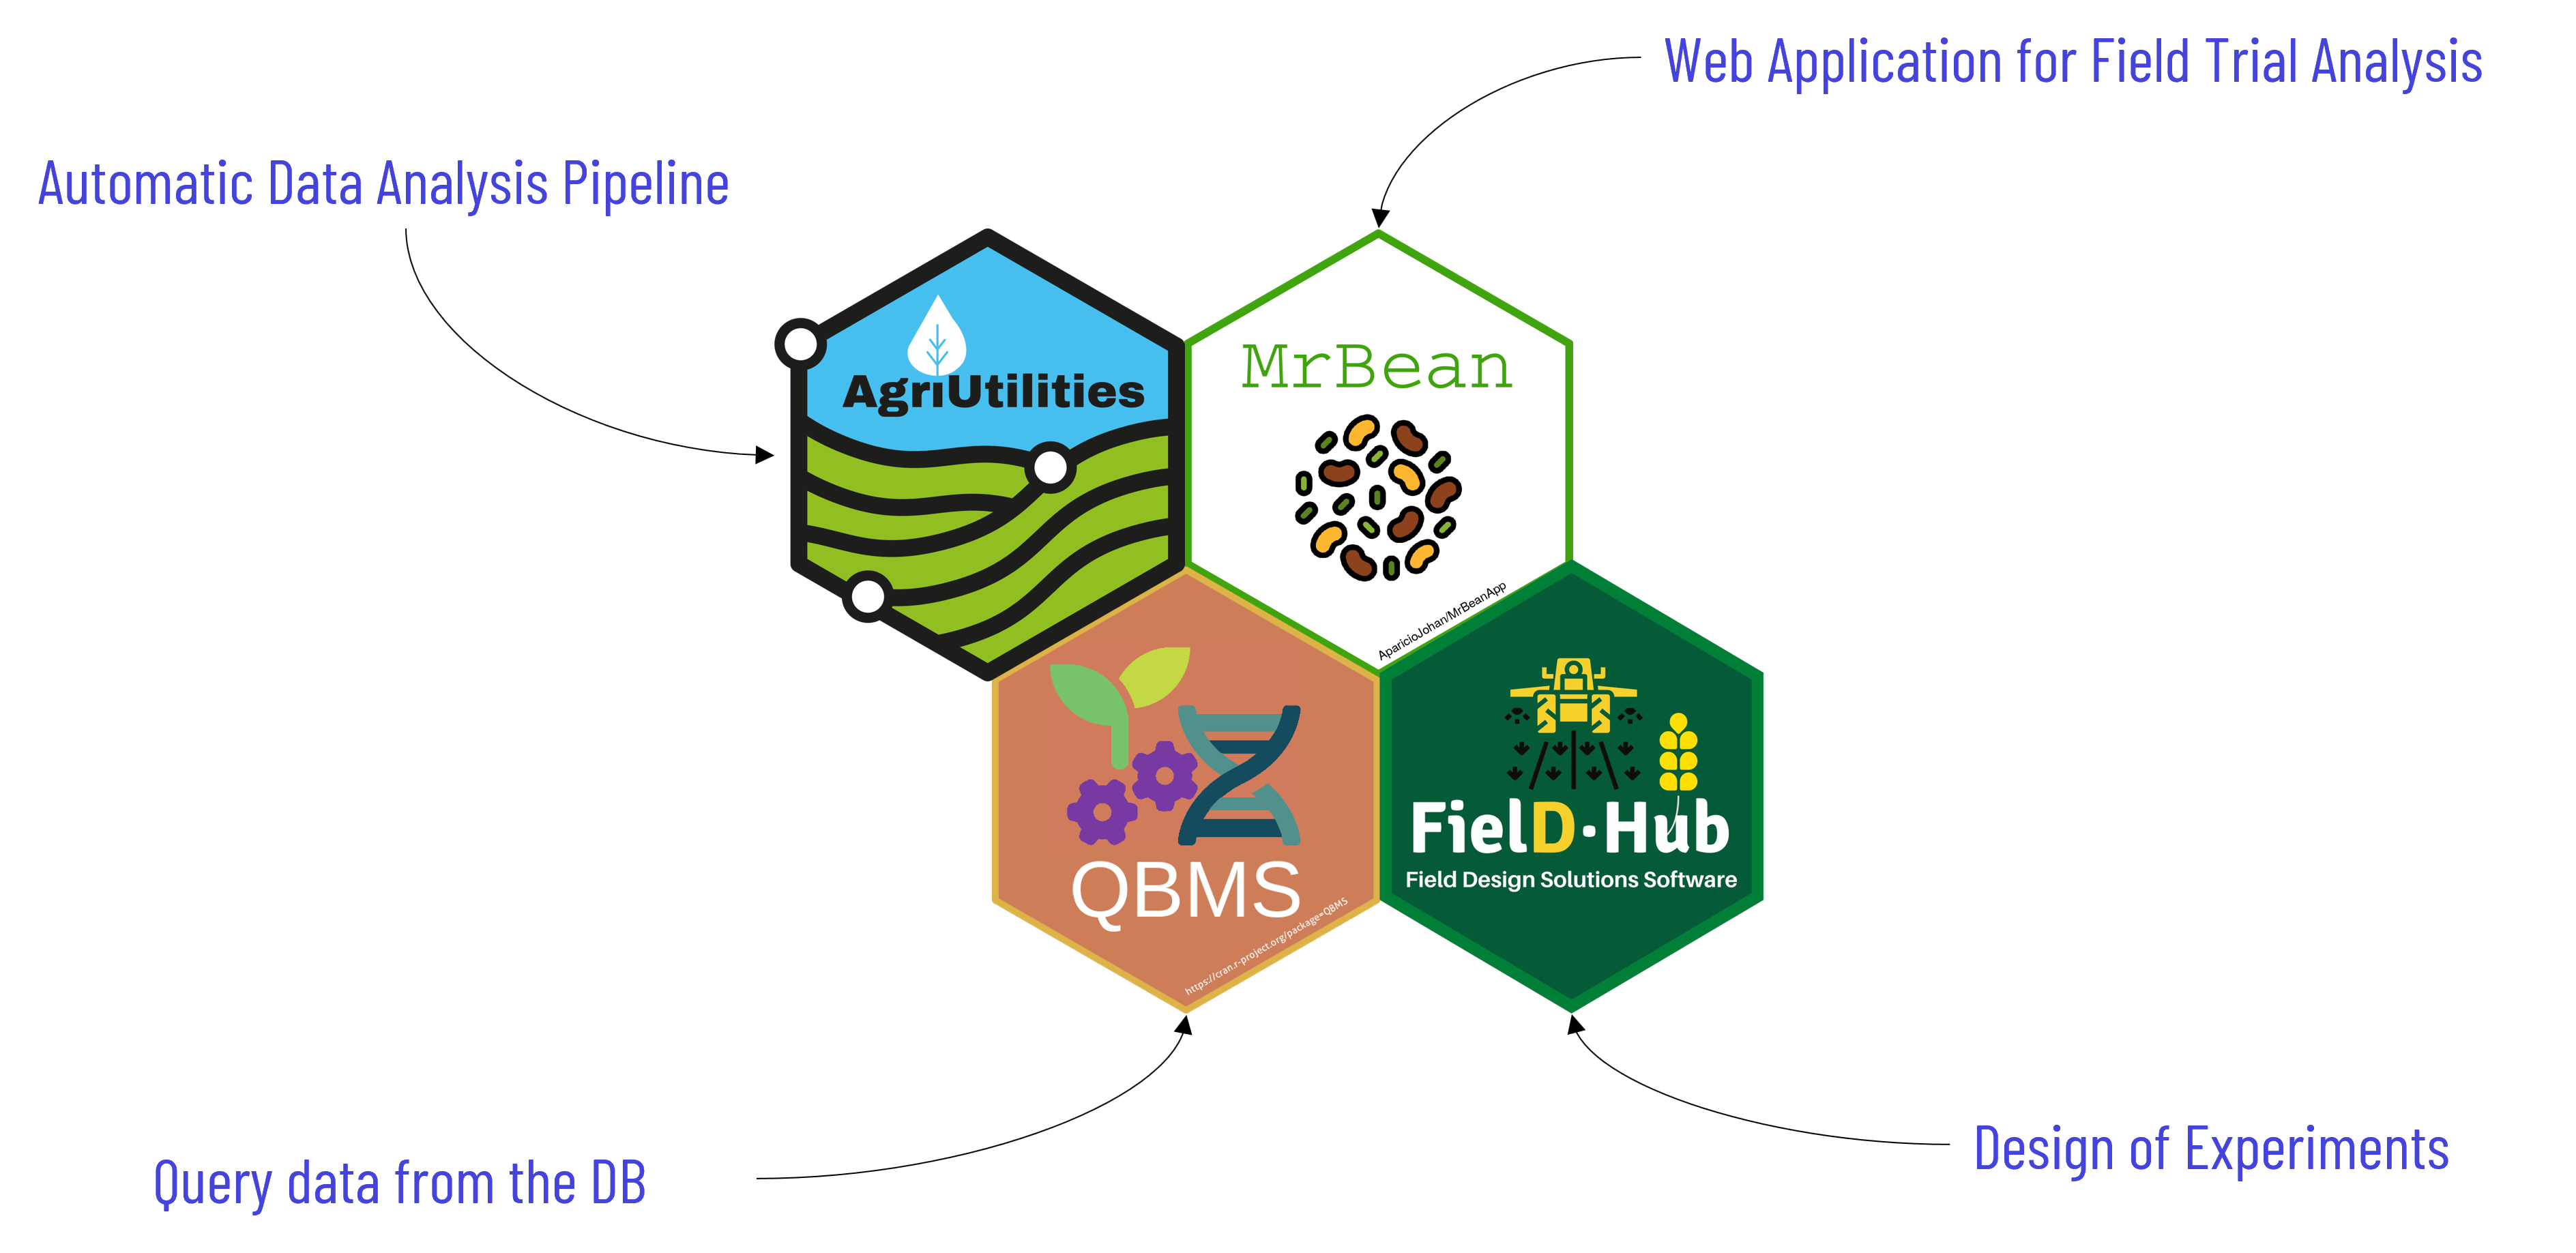 Web Application for Field Trial Analysis
Automatic Data Analysis Pipeline
AgriUtilities
MrBean
AparicioJohan/MrBeanApp
QBMS
https://cran.r-project.org/package=QBMS
FielD·Hub
Field Design Solutions Software
Design of Experiments
Query data from the DB